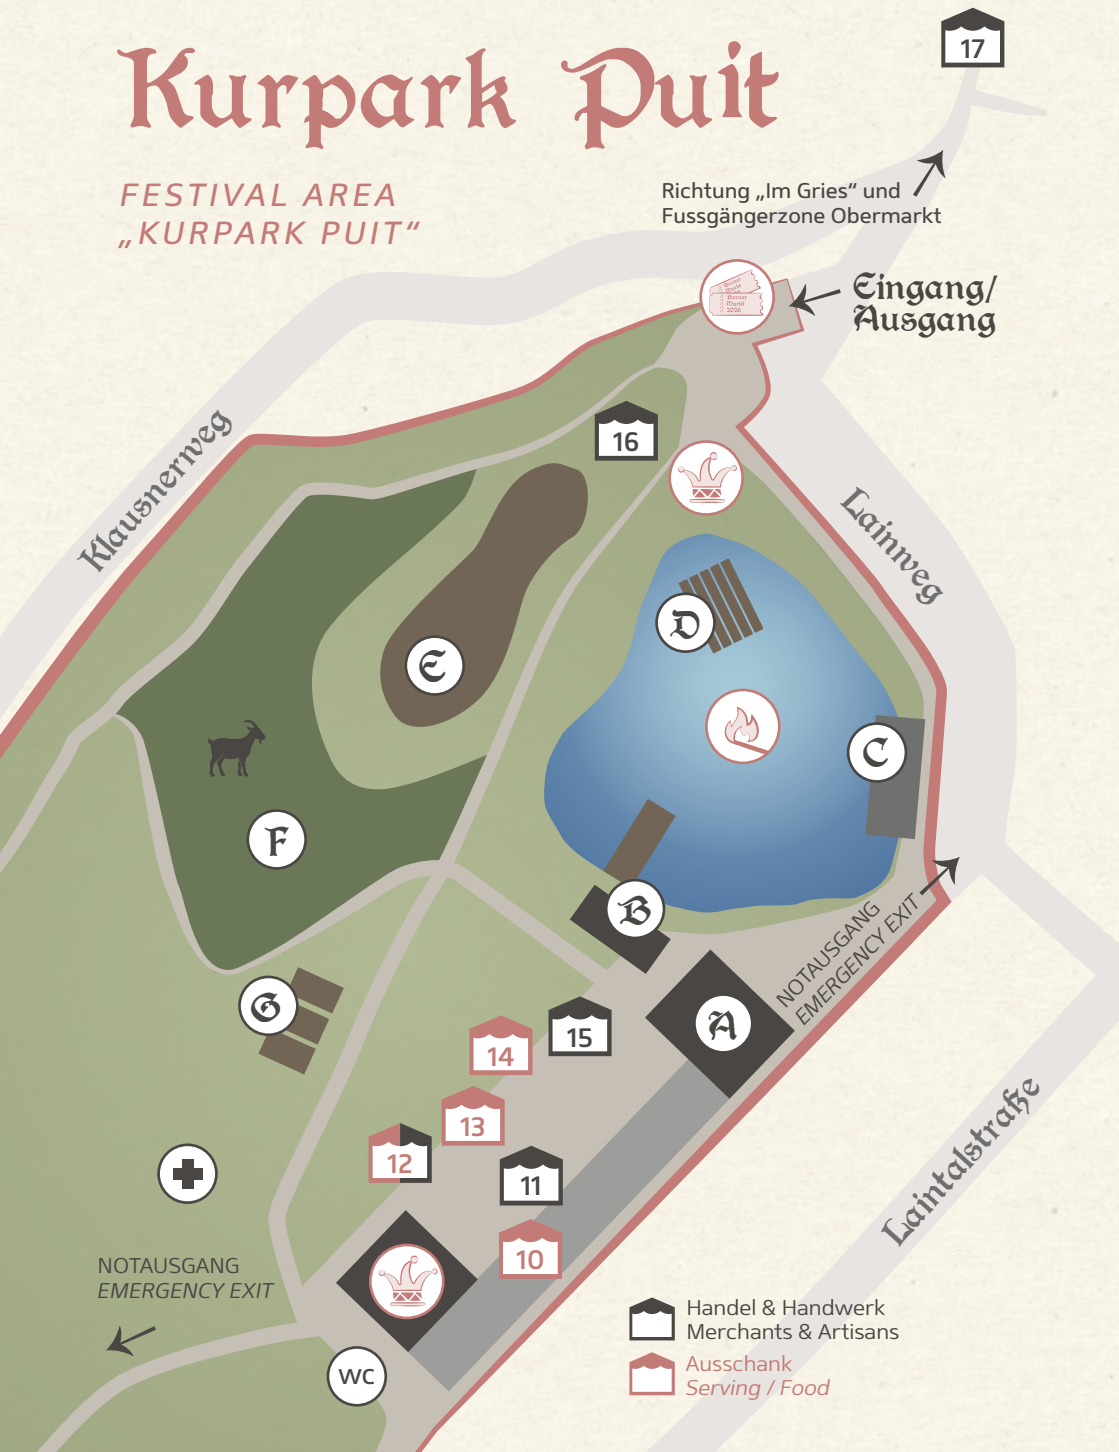 Kurpark Puit
17
FESTIVAL AREA
„KURPARK PUIT“
Richtung „Im Gries“ und
Fussgängerzone Obermarkt
Eingang/
Ausgang
16
Klausnerweg
Lainweg
D
E
C
F
B
NOTAUSGANG
EMERGENCY EXIT
G
A
15
14
13
12
11
10
Laintalstraße
NOTAUSGANG
EMERGENCY EXIT
WC
Handel & Handwerk
Merchants & Artisans
Ausschank
Serving / Food